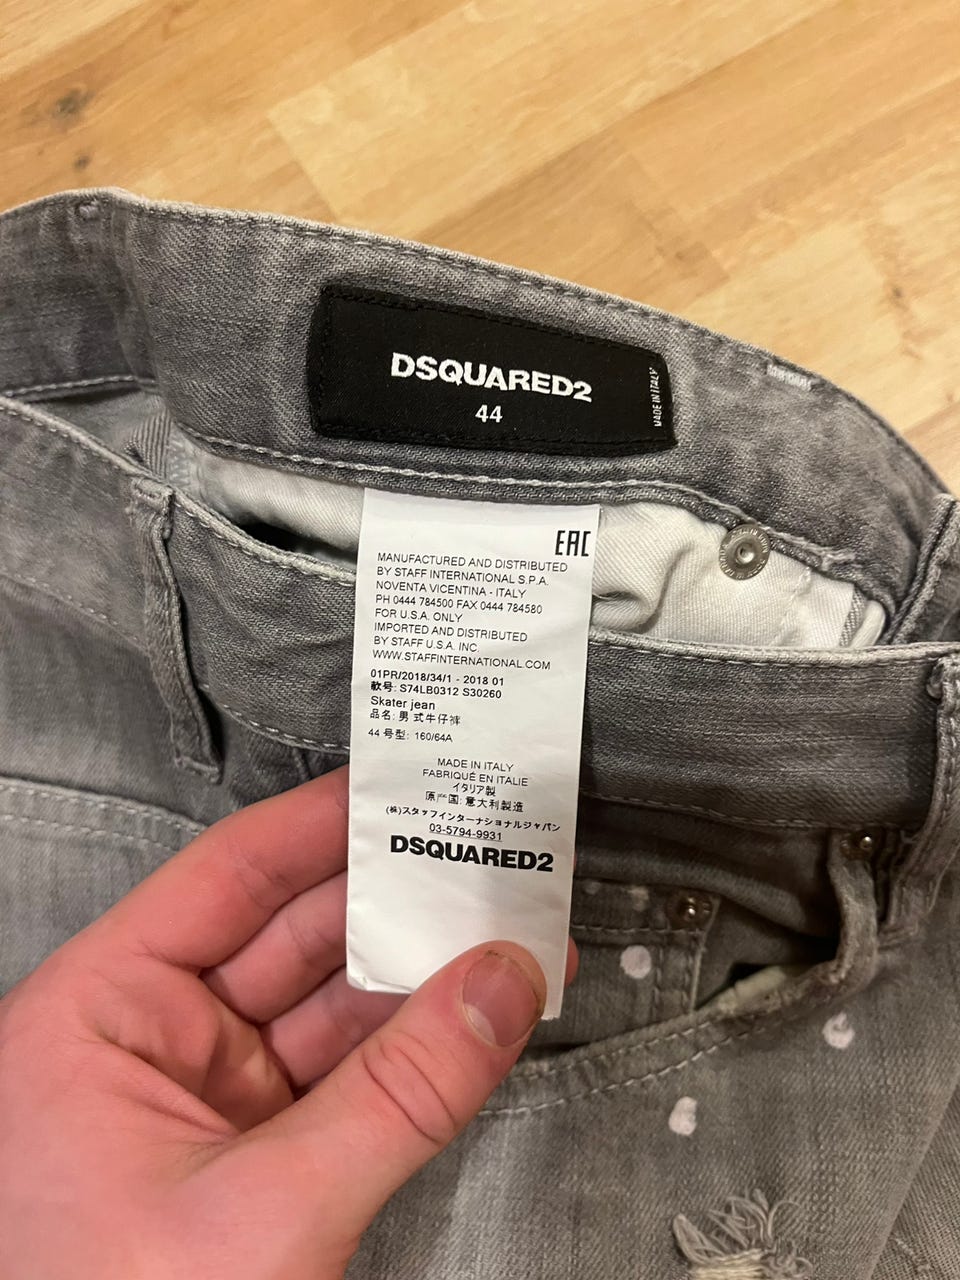 DSQUARED2
44
MADE IN ITALY
EAC
MANUFACTURED AND DISTRIBUTED
BY STAFF INTERNATIONAL S.P.A.
NOVENTA VICENTINA - ITALY
PH 0444 784500 FAX 0444 784580
FOR U.S.A. ONLY
IMPORTED AND DISTRIBUTED
BY STAFF U.S.A. INC.
WWW.STAFFINTERNATIONAL.COM
01PR/2018/34/1 - 2018 01
款号: S74LB0312 S30260
Skater jean
品名: 男式牛仔裤
44 号型: 160/64A
MADE IN ITALY
FABRIQUÉ EN ITALIE
イタリア製
原产国: 意大利製造
(株)スタッフインターナショナルジャパン
03-5794-9931
DSQUARED2